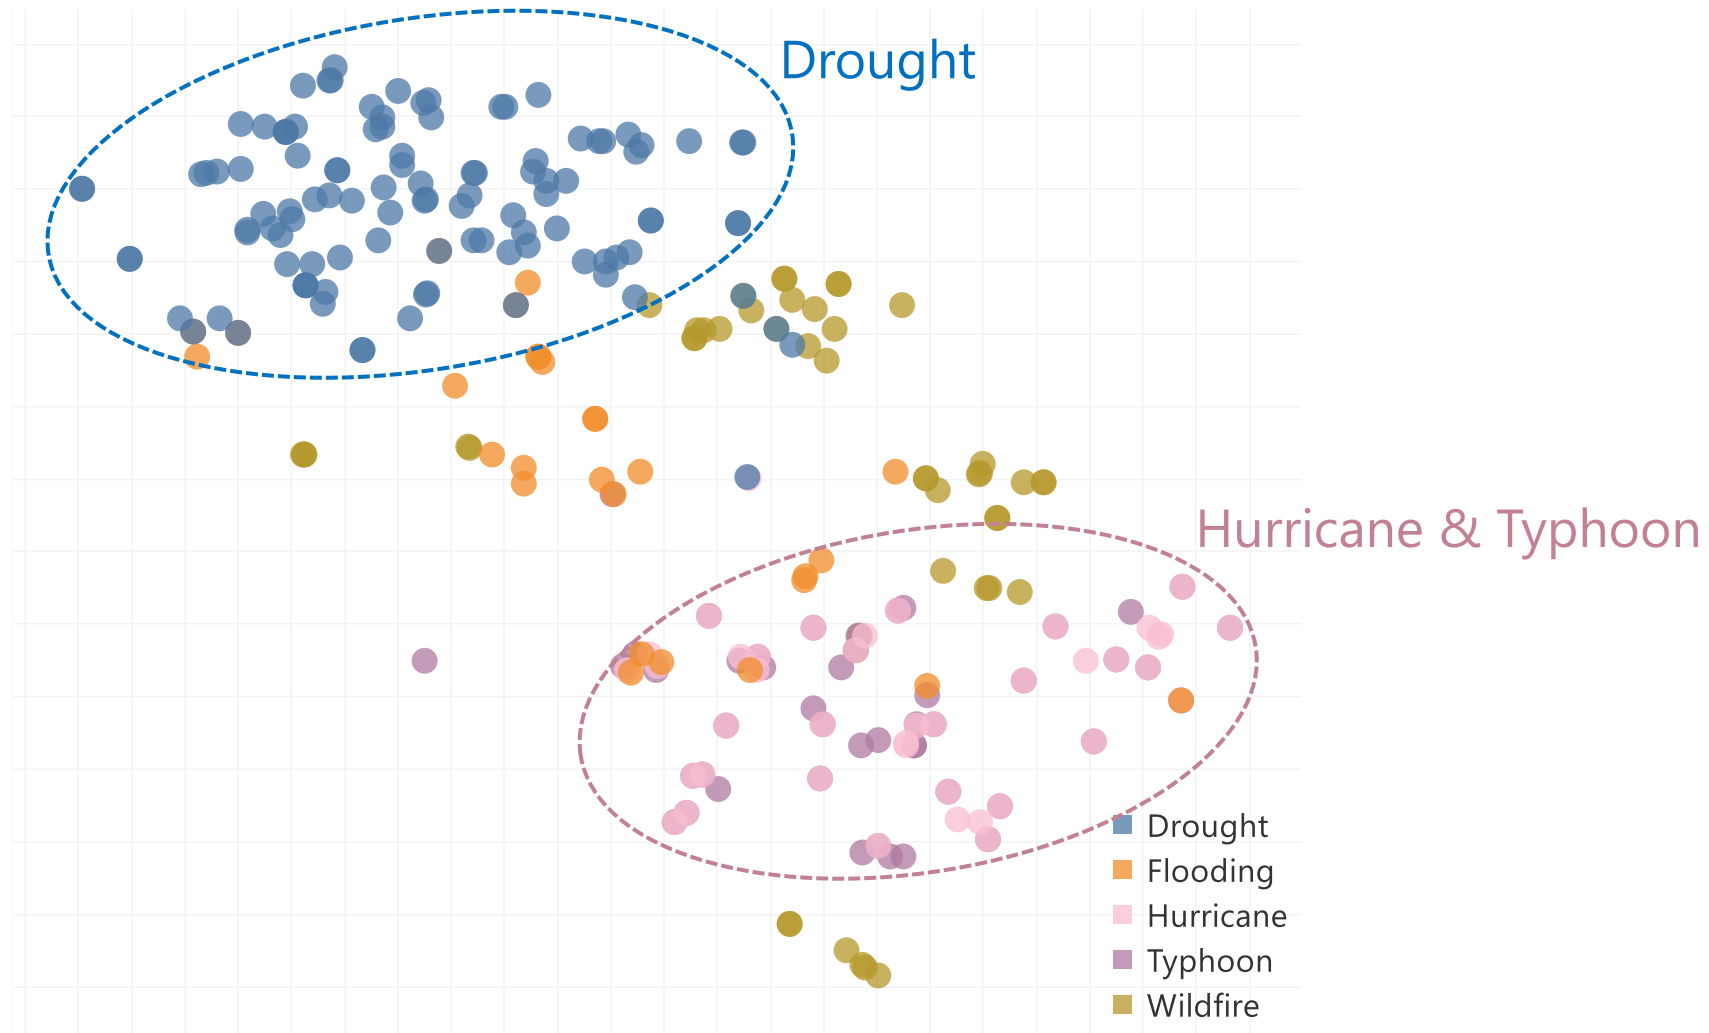 Drought
Hurricane & Typhoon
Drought
Flooding
Hurricane
Typhoon
Wildfire